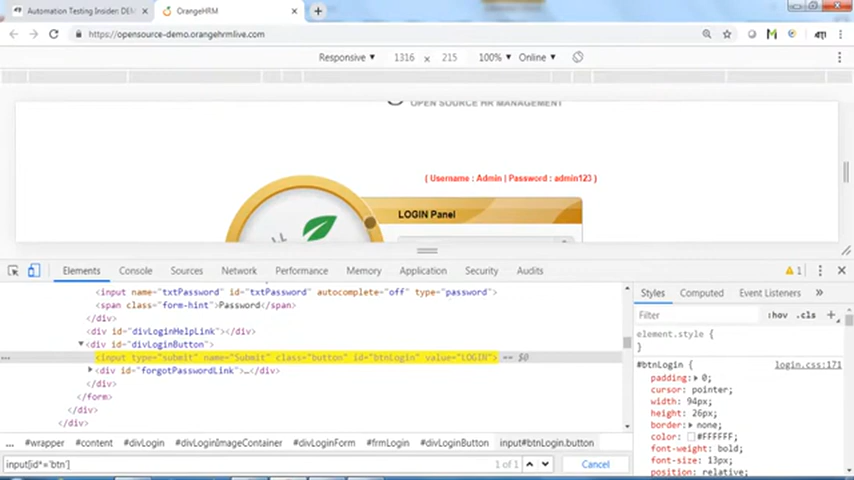 Automation Testing Insider: DEM
OrangeHRM
https://opensource-demo.orangehrmlive.com
Responsive ▼ 1316 × 215 100% ▼ Online ▼
OPEN SOURCE HR MANAGEMENT
( Username : Admin | Password : admin123 )
LOGIN Panel
Elements Console Sources Network Performance Memory Application Security Audits 1
<input name="txtPassword" id="txtPassword" autocomplete="off" type="password">
<span class="form-hint">Password</span>
</div>
<div id="divLoginHelpLink"></div>
<div id="divLoginButton">
<input type="submit" name="Submit" class="button" id="btnLogin" value="LOGIN"> == $0
<div id="forgotPasswordLink">…</div>
</div>
</form>
</div>
</div>
... #wrapper #content #divLogin #divLoginImageContainer #divLoginForm #frmLogin #divLoginButton input#btnLogin.button
input[id*='btn'] 1 of 1 Cancel
Styles Computed Event Listeners »
Filter :hov .cls +
element.style {
}
#btnLogin { login.css:171
padding: 0;
cursor: pointer;
width: 94px;
height: 26px;
border: none;
color: #FFFFFF;
font-weight: bold;
font-size: 13px;
position: relative;